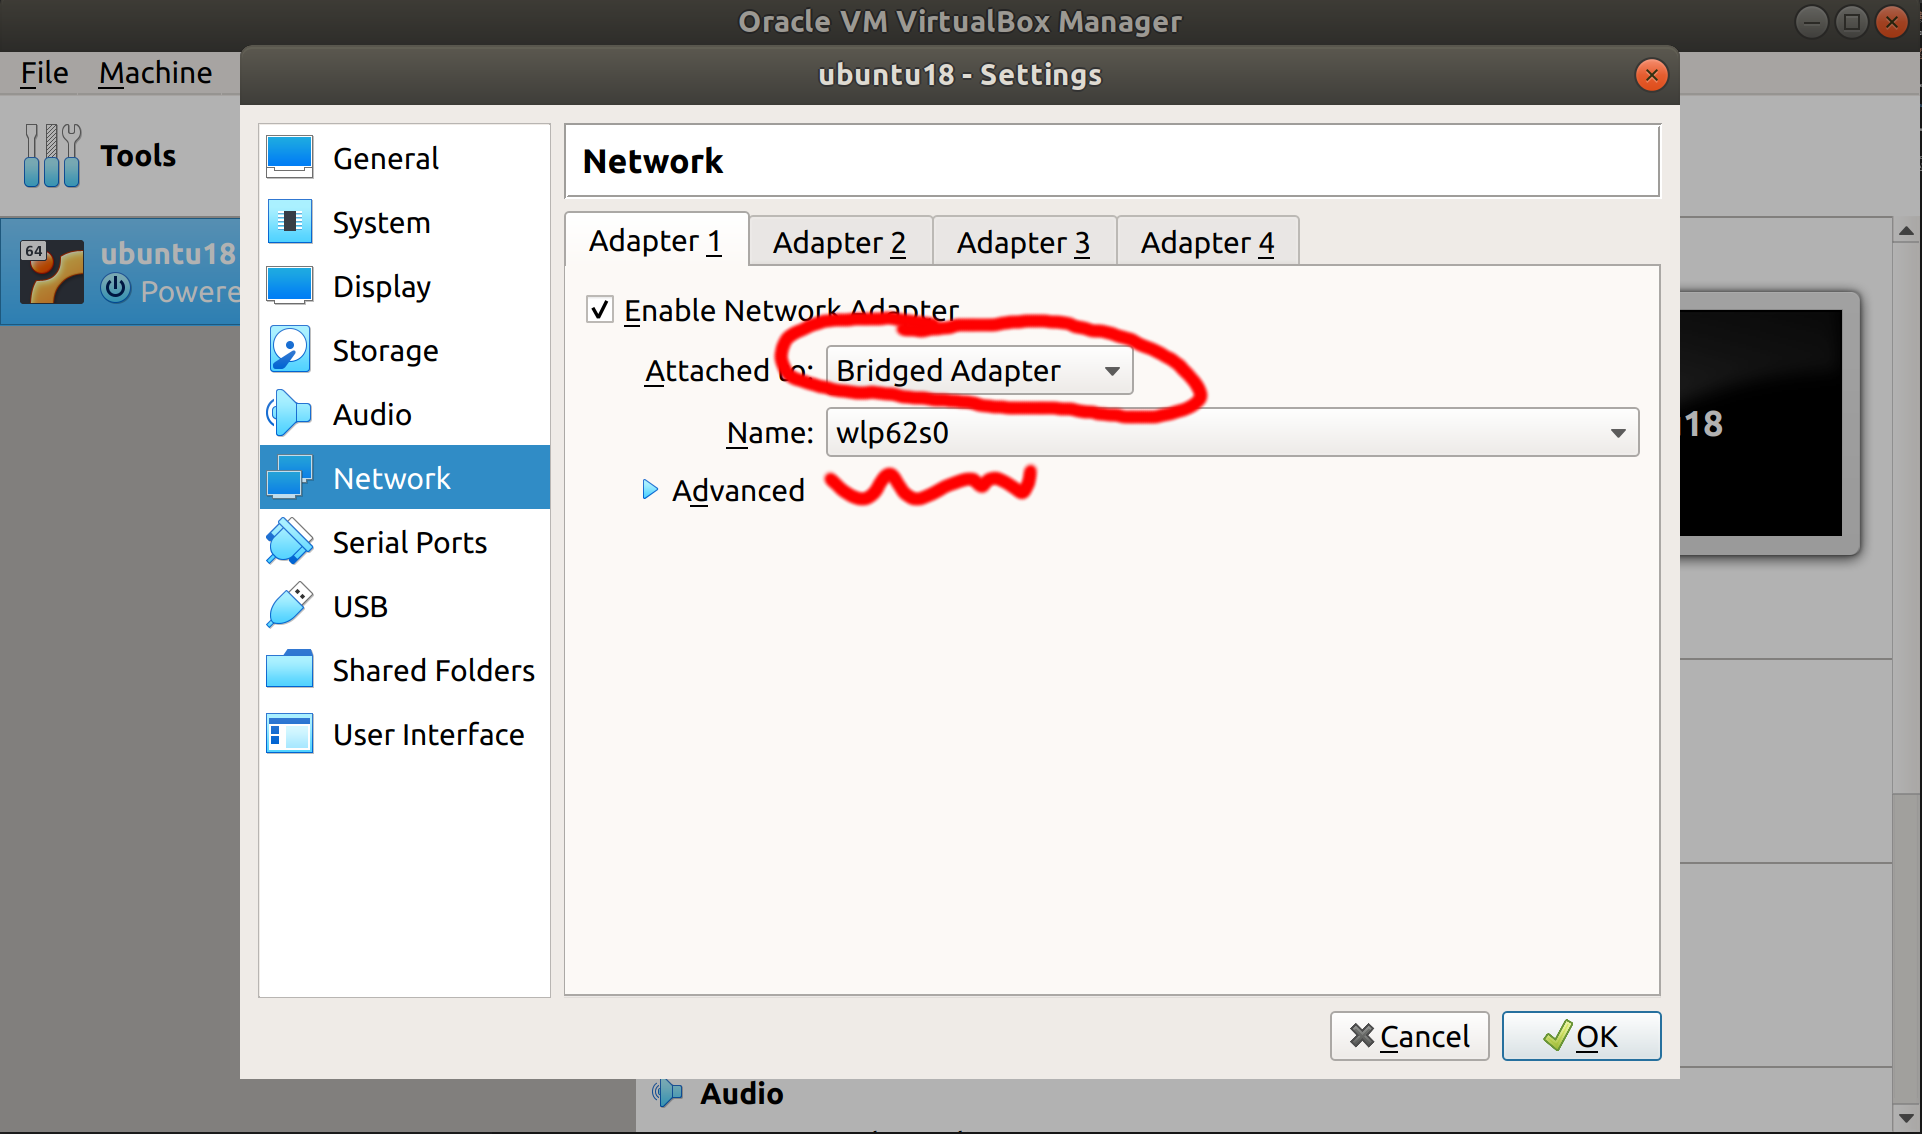 Oracle VM VirtualBox Manager
File Machine
ubuntu18 - Settings
Tools
64
ubuntu18
Powere
General
System
Display
Storage
Audio
Network
Serial Ports
USB
Shared Folders
User Interface
Network
Adapter 1 Adapter 2 Adapter 3 Adapter 4
Enable Network Adapter
Attached to: Bridged Adapter
Name: wlp62s0
Advanced
18
Cancel OK
Audio